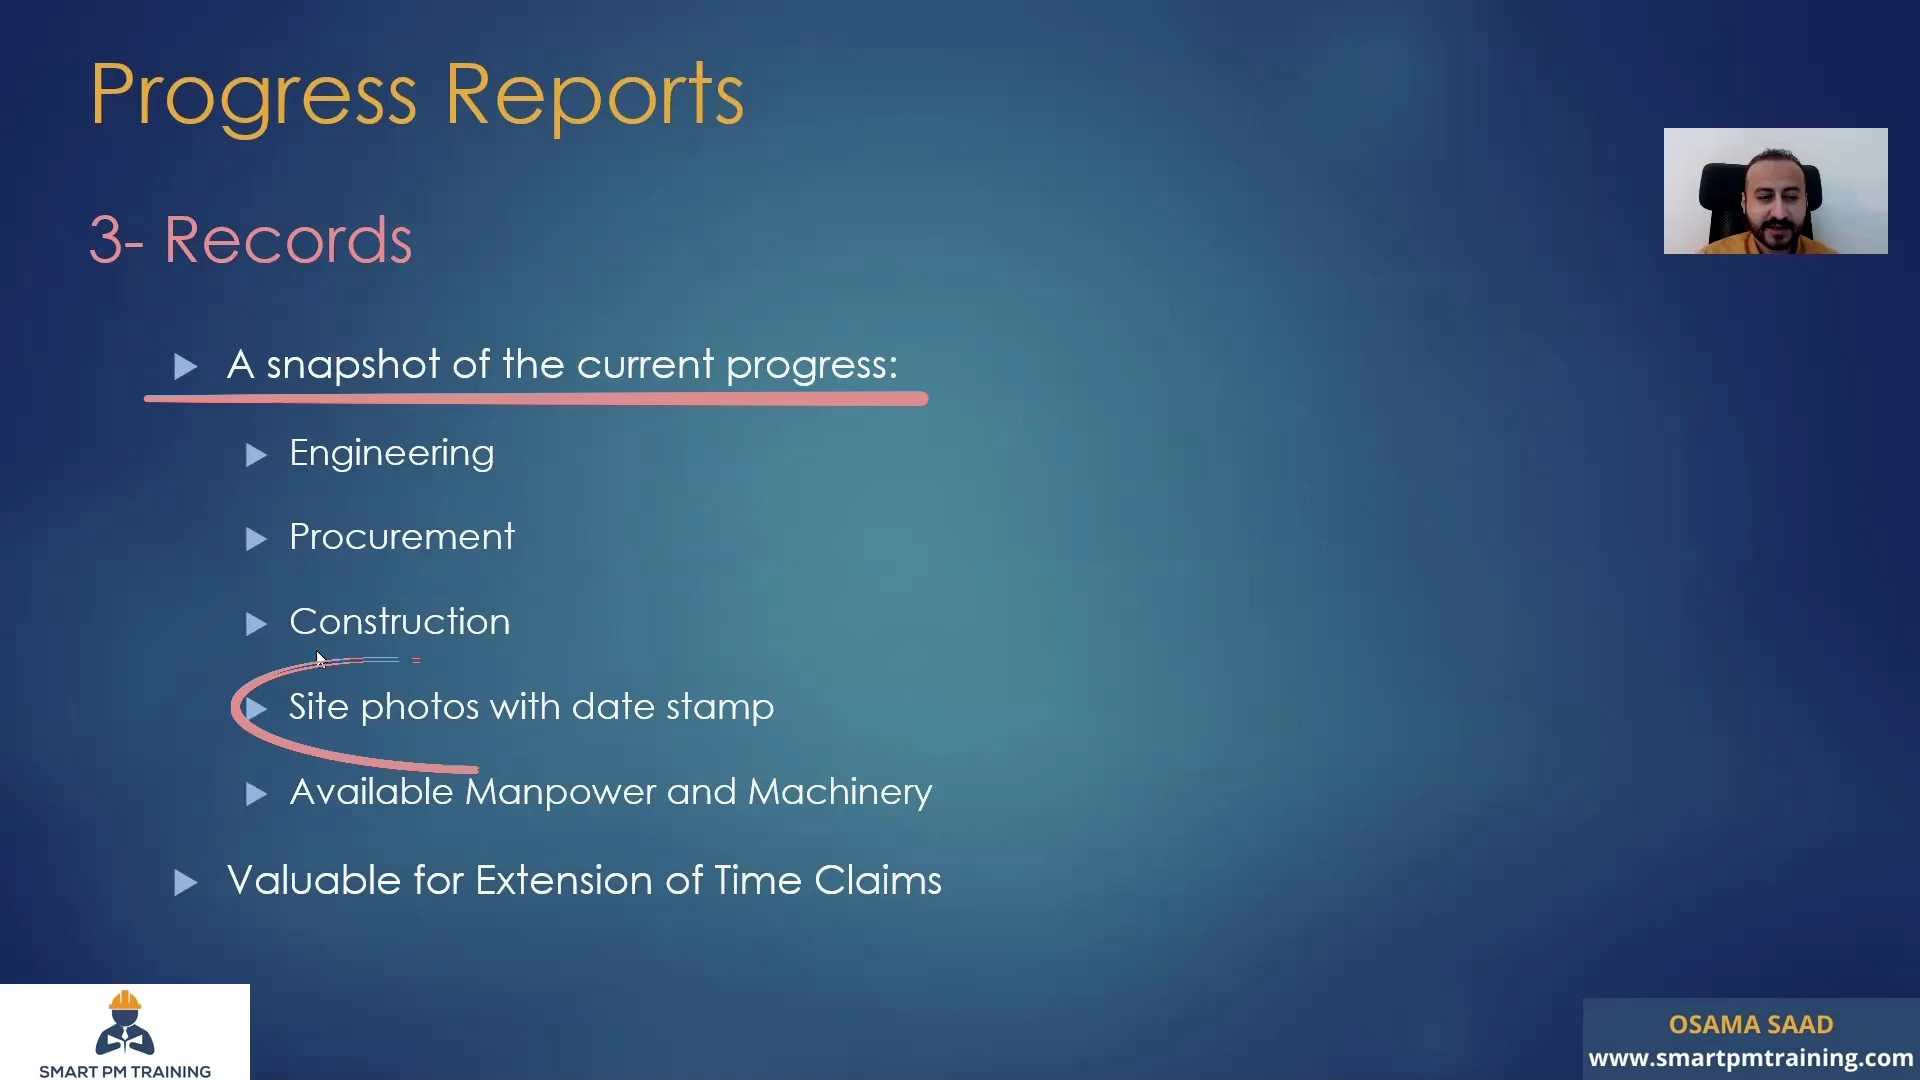 Progress Reports
3- Records
A snapshot of the current progress:
Engineering
Procurement
Construction
Site photos with date stamp
Available Manpower and Machinery
Valuable for Extension of Time Claims
SMART PM TRAINING
OSAMA SAAD
www.smartpmtraining.com